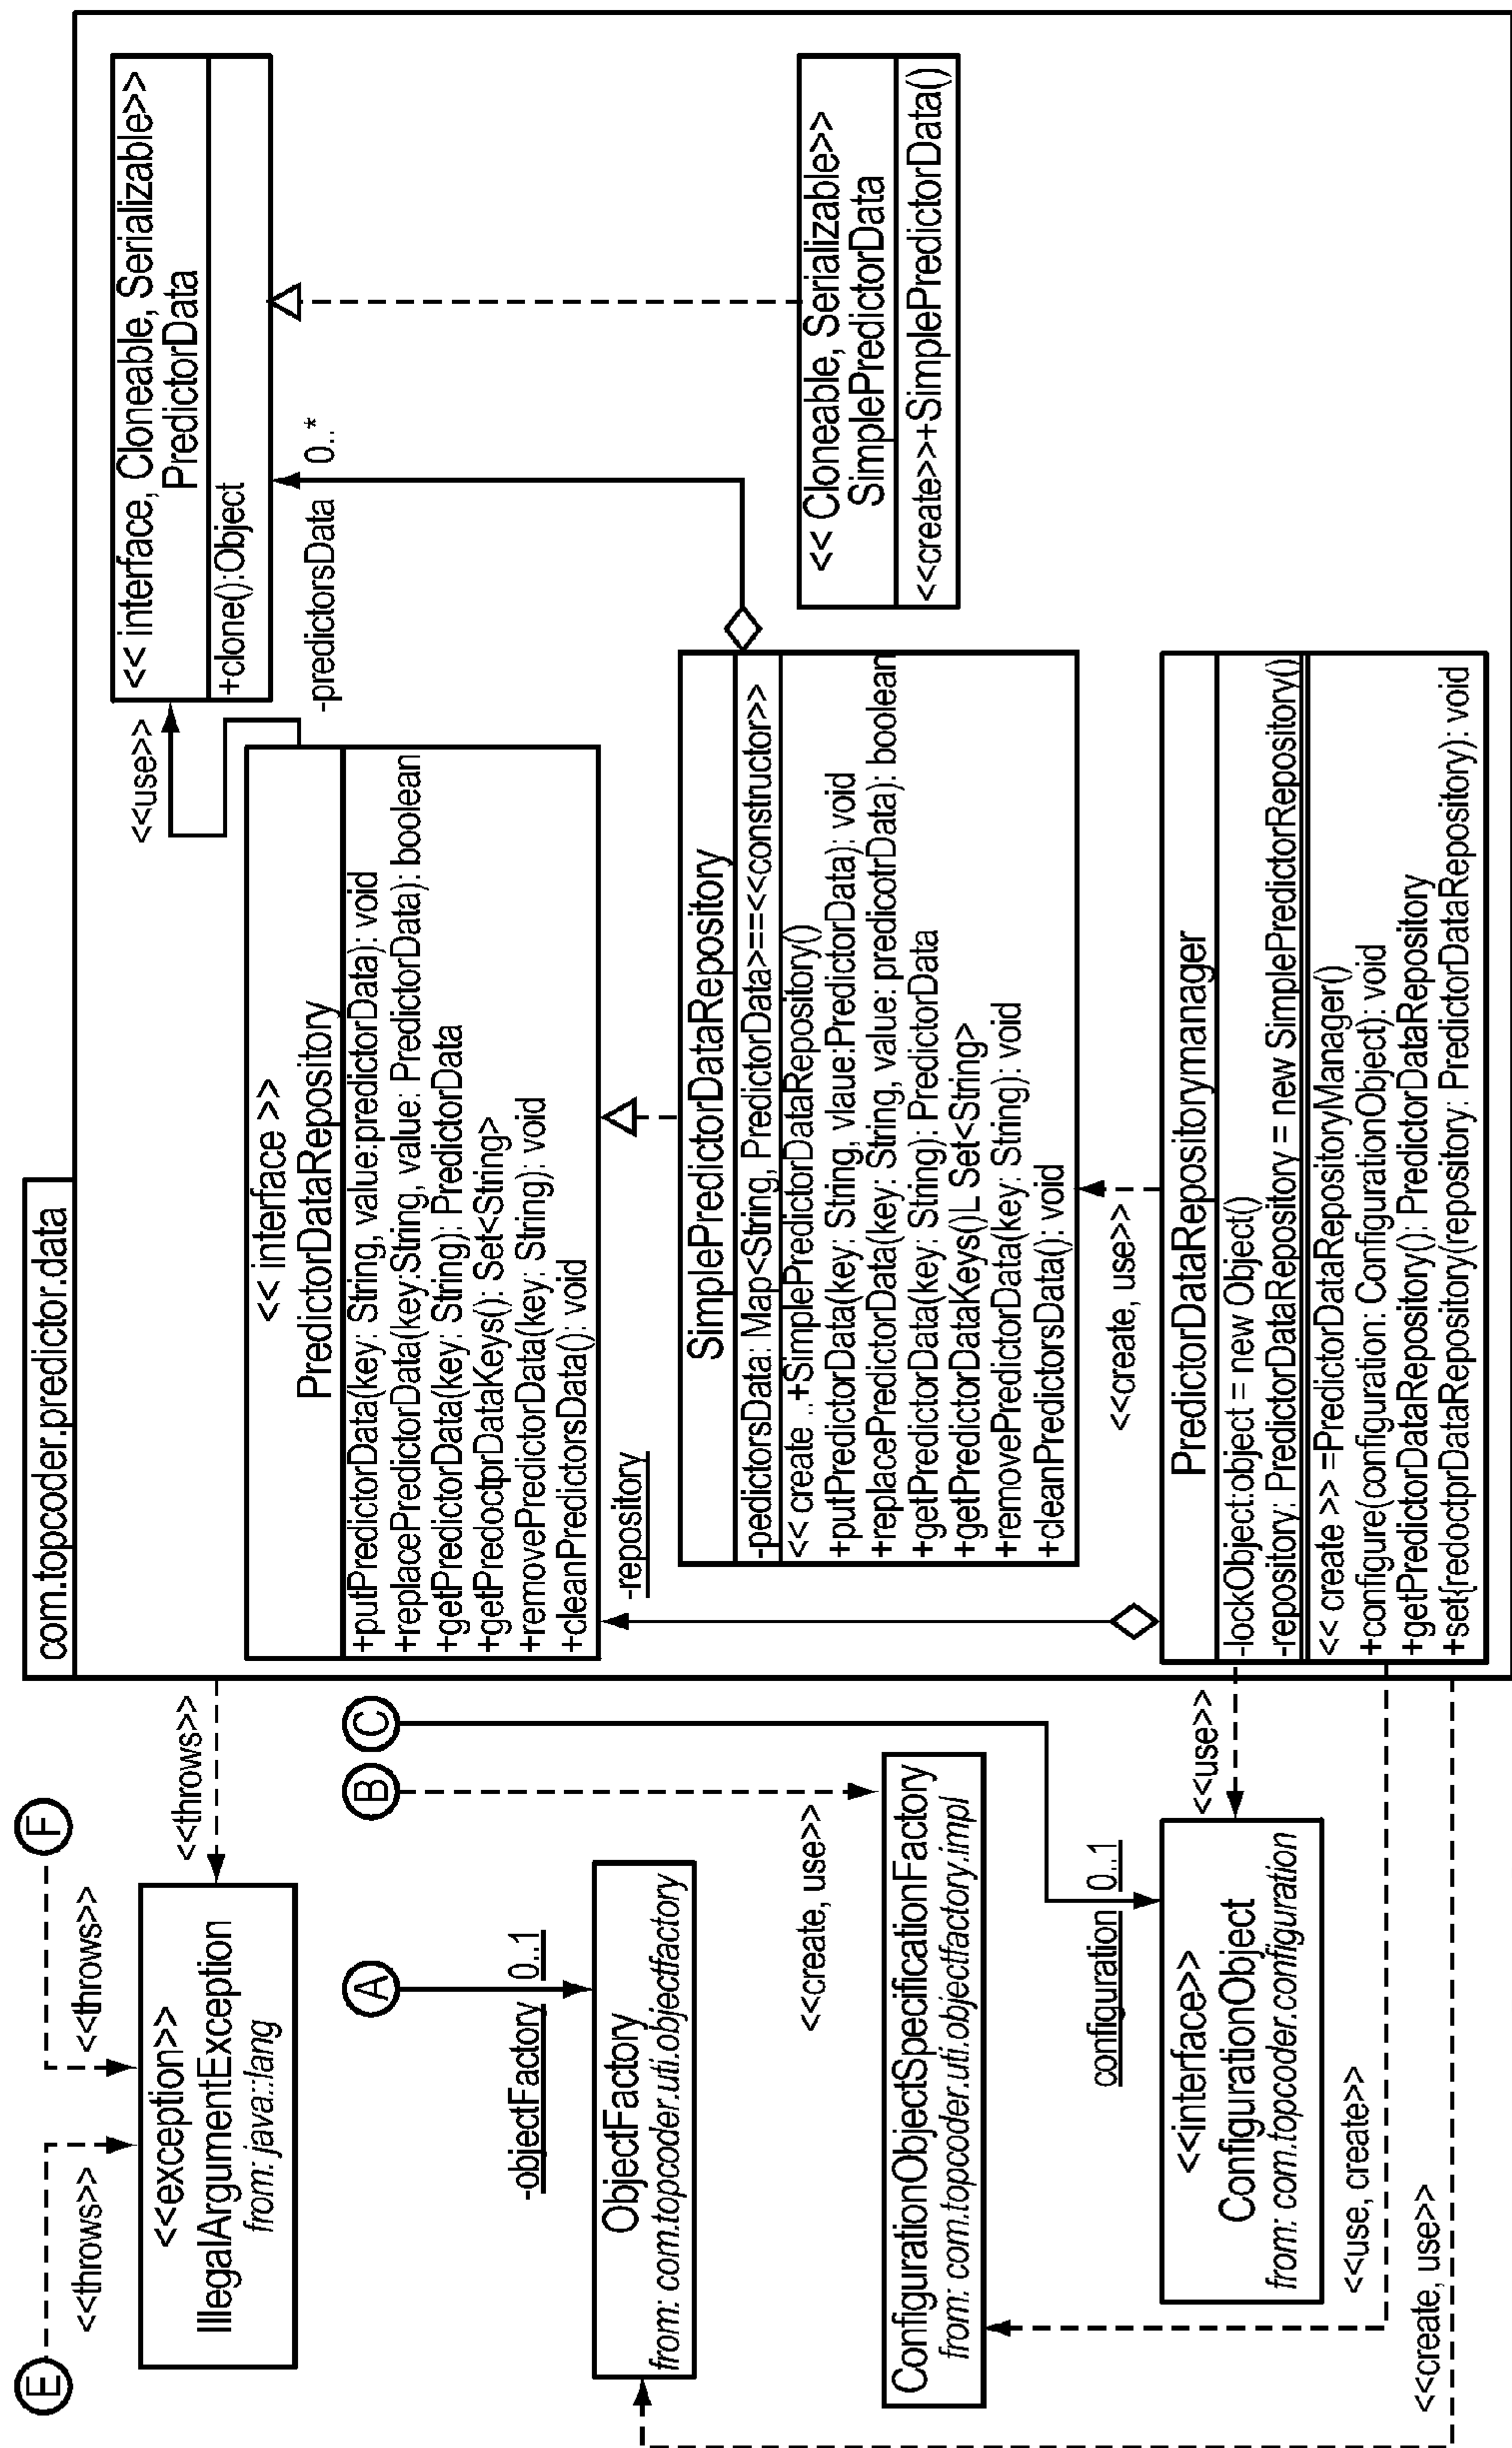 com.topcoder.predictor.data
<< interface, Cloneable, Serializable>>
PredictorData
+clone():Object
<<use>>
-predictorsData
0..*
<< interface >>
PredictorDataRepository
+putPredictorData(key: String, value:predictorData): void
+replacePredictorData(key:String, value: PredictorData): boolean
+getPredictorData(key: String): PredictorData
+getPredoctprDataKeys(): Set<String>
+removePredictorData(key: String): void
+cleanPredictorsData(): void
<< Cloneable, Serializable>>
SimplePredictorData
<<create>>+SimplePredictorData()
-repository
SimplePredictorDataRepository
-pedictorsData: Map<String, PredictorData>==<<constructor>>
<< create ..+SimplePredictorDataRepository()
+putPredictorData(key: String, vlaue:PredictorData): void
+replacePredictorData(key: String, value: predicotrData): boolean
+getPredictorData(key: String): PredictorData
+getPredictorDataKeys()L Set<String>
+removePredictorData(key: String): void
+cleanPredictorsData(): void
<<create, use>>
PredictorDataRepositorymanager
-lockObject:object = new Object()
-repository: PredictorDataRepository = new SimplePredictorRepository()
<< create >> =PredictorDataRepositoryManager()
+configure(configuration: ConfigurationObject): void
+getPredictorDataRepository(): PredictorDataRepository
+set{redoctprDataRepository(repository: PredictorDataRepository): void
E
F
<<throws>>
<<throws>>
<<throws>>
<<exception>>
IllegalArgumentException
from: java::lang
A
B
C
-objectFactory
0..1
ObjectFactory
from: com.topcoder.uti.objectfactory
<<create, use>>
ConfigurationObjectSpecificationFactory
from: com.topcoder.uti.objectfactory.impl
configuration
0..1
<<use>>
<<interface>>
ConfigurationObject
from: com.topcoder.configuration
<<use, create>>
<<create, use>>